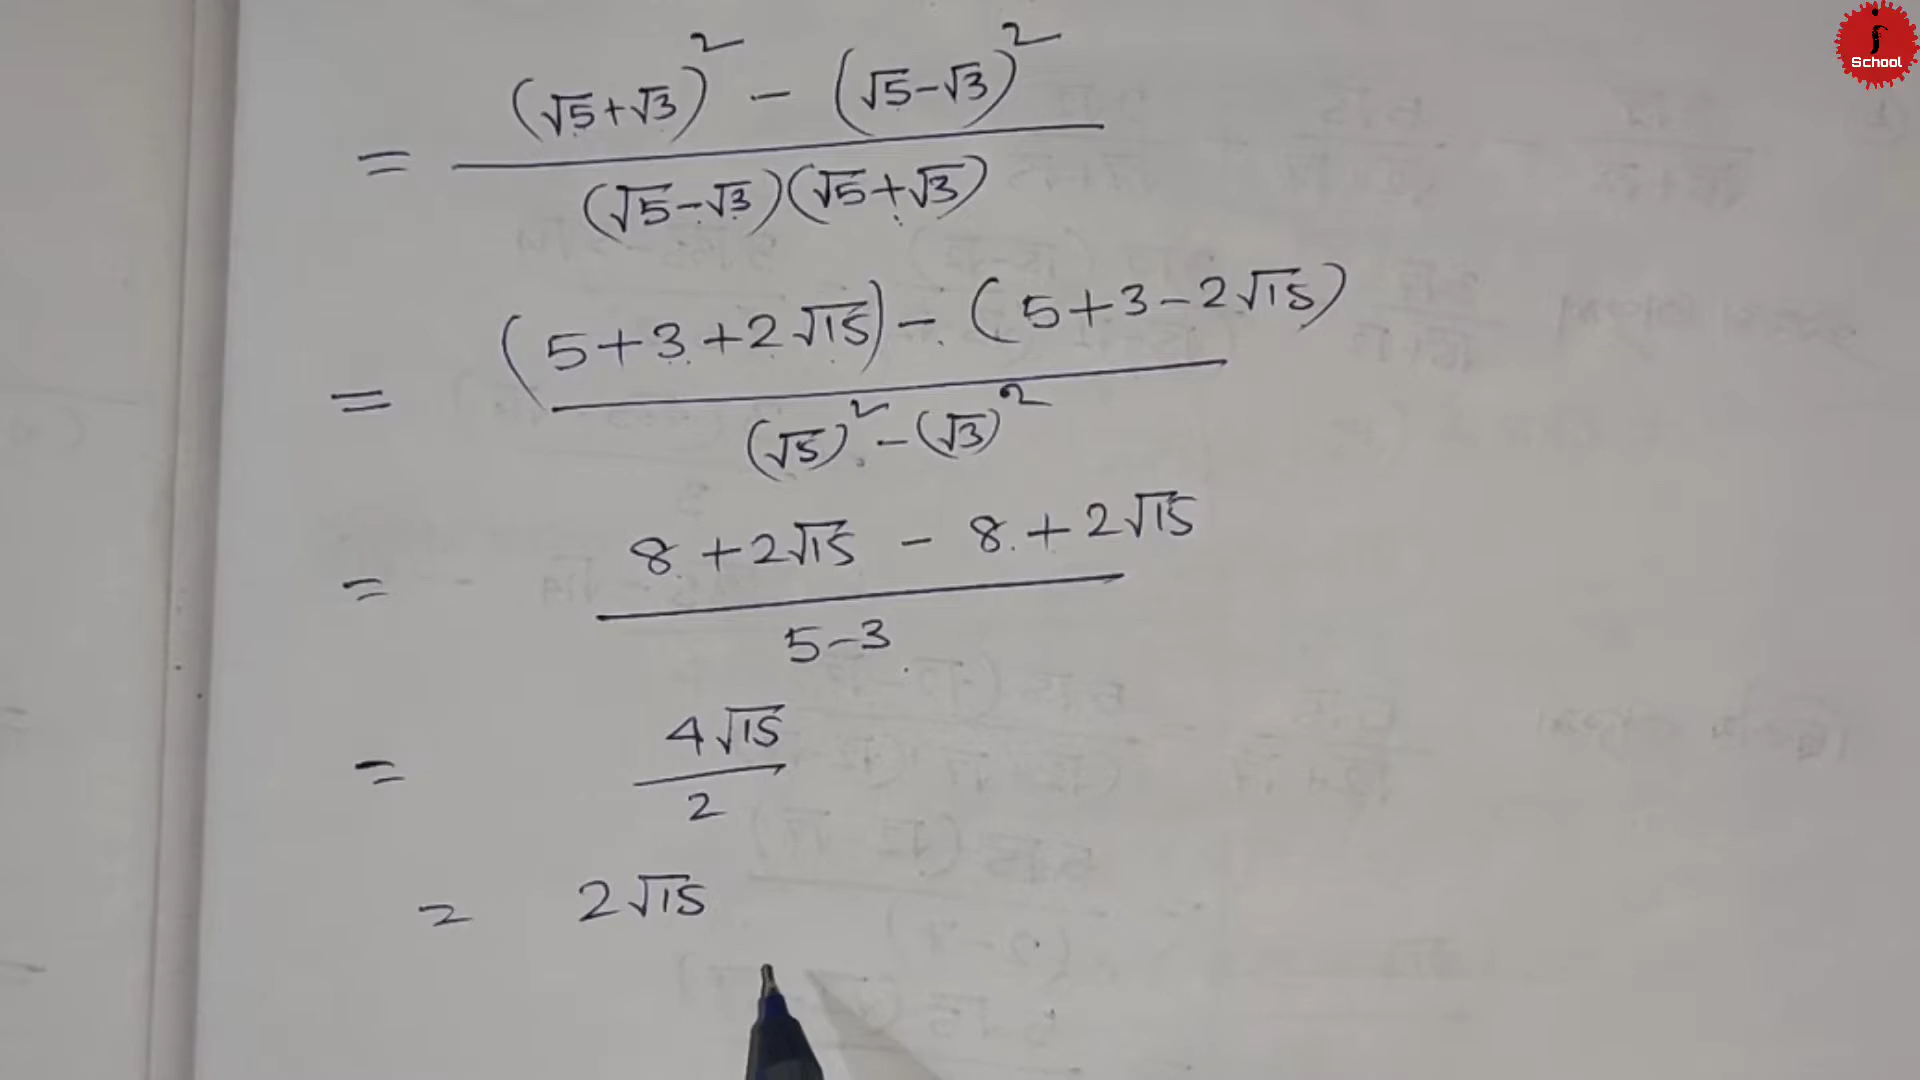 = ((√5+√3)² - (√5-√3)²) / ((√5-√3)(√5+√3))
= ((5+3+2√15) - (5+3-2√15)) / ((√5)² - (√3)²)
= (8+2√15 - 8+2√15) / (5-3)
= 4√15 / 2
= 2√15
School